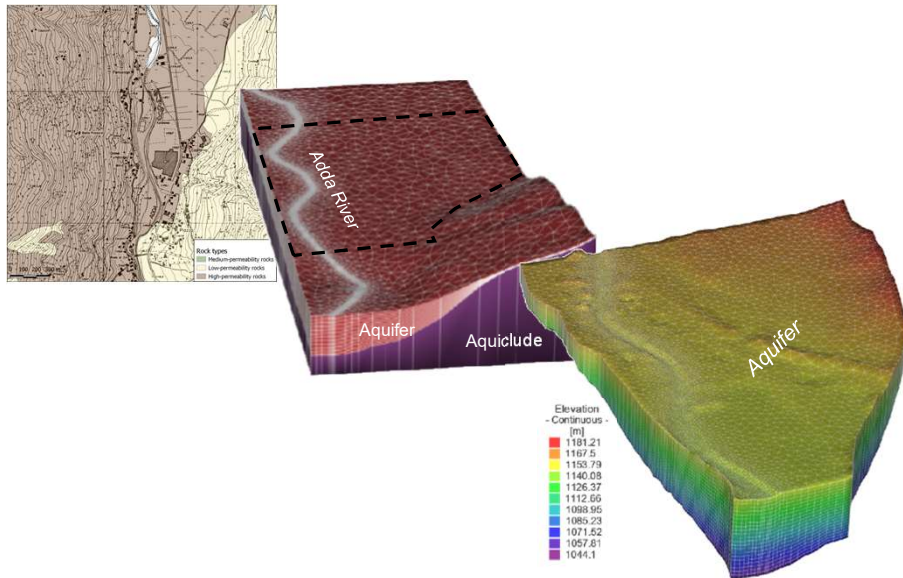 Rock types
Medium-permeability rocks
Low-permeability rocks
High-permeability rocks
Adda River
Aquifer
Aquiclude
Aquifer
Elevation
- Continuous -
[m]
1181.21
1167.5
1153.79
1140.08
1126.37
1112.66
1098.95
1085.23
1071.52
1057.81
1044.1